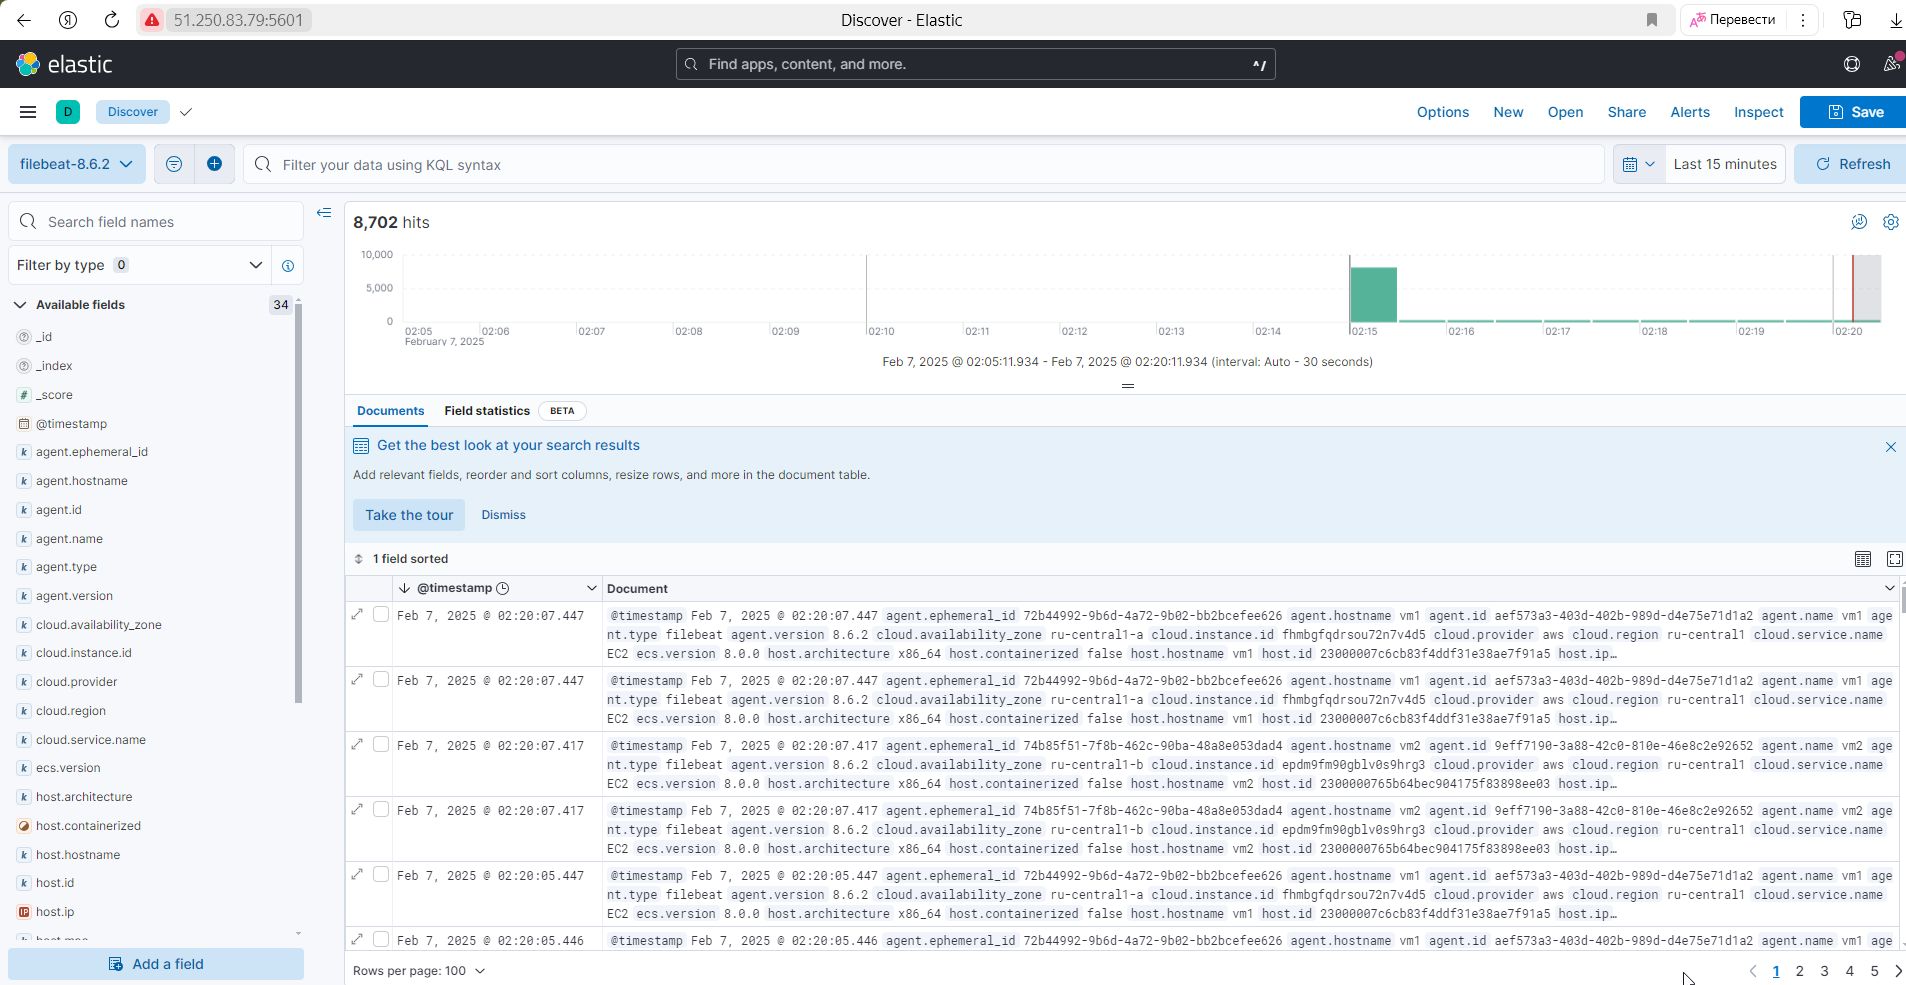 51.250.83.79:5601
Discover - Elastic
Перевести
elastic
Find apps, content, and more.
^/
D
Discover
Options
New
Open
Share
Alerts
Inspect
Save
filebeat-8.6.2
Filter your data using KQL syntax
Last 15 minutes
Refresh
Search field names
Filter by type 0
Available fields 34
_id
_index
_score
@timestamp
agent.ephemeral_id
agent.hostname
agent.id
agent.name
agent.type
agent.version
cloud.availability_zone
cloud.instance.id
cloud.provider
cloud.region
cloud.service.name
ecs.version
host.architecture
host.containerized
host.hostname
host.id
host.ip
Add a field
8,702 hits
10,000
5,000
0
02:05 02:06 02:07 02:08 02:09 02:10 02:11 02:12 02:13 02:14 02:15 02:16 02:17 02:18 02:19 02:20
February 7, 2025
Feb 7, 2025 @ 02:05:11.934 - Feb 7, 2025 @ 02:20:11.934 (interval: Auto - 30 seconds)
Documents
Field statistics
BETA
Get the best look at your search results
Add relevant fields, reorder and sort columns, resize rows, and more in the document table.
Take the tour
Dismiss
1 field sorted
@timestamp
Document
Feb 7, 2025 @ 02:20:07.447 @timestamp Feb 7, 2025 @ 02:20:07.447 agent.ephemeral_id 72b44992-9b6d-4a72-9b02-bb2bcefee626 agent.hostname vm1 agent.id aef573a3-403d-402b-989d-d4e75e71d1a2 agent.name vm1 age
nt.type filebeat agent.version 8.6.2 cloud.availability_zone ru-central1-a cloud.instance.id fhmbgfqdrsou72n7v4d5 cloud.provider aws cloud.region ru-central1 cloud.service.name
EC2 ecs.version 8.0.0 host.architecture x86_64 host.containerized false host.hostname vm1 host.id 23000007c6cb83f4ddf31e38ae7f91a5 host.ip…
Feb 7, 2025 @ 02:20:07.447 @timestamp Feb 7, 2025 @ 02:20:07.447 agent.ephemeral_id 72b44992-9b6d-4a72-9b02-bb2bcefee626 agent.hostname vm1 agent.id aef573a3-403d-402b-989d-d4e75e71d1a2 agent.name vm1 age
nt.type filebeat agent.version 8.6.2 cloud.availability_zone ru-central1-a cloud.instance.id fhmbgfqdrsou72n7v4d5 cloud.provider aws cloud.region ru-central1 cloud.service.name
EC2 ecs.version 8.0.0 host.architecture x86_64 host.containerized false host.hostname vm1 host.id 23000007c6cb83f4ddf31e38ae7f91a5 host.ip…
Feb 7, 2025 @ 02:20:07.417 @timestamp Feb 7, 2025 @ 02:20:07.417 agent.ephemeral_id 74b85f51-7f8b-462c-90ba-48a8e053dad4 agent.hostname vm2 agent.id 9eff7190-3a88-42c0-810e-46e8c2e92652 agent.name vm2 age
nt.type filebeat agent.version 8.6.2 cloud.availability_zone ru-central1-b cloud.instance.id epdm9fm90gblv0s9hrg3 cloud.provider aws cloud.region ru-central1 cloud.service.name
EC2 ecs.version 8.0.0 host.architecture x86_64 host.containerized false host.hostname vm2 host.id 2300000765b64bec904175f83898ee03 host.ip…
Feb 7, 2025 @ 02:20:07.417 @timestamp Feb 7, 2025 @ 02:20:07.417 agent.ephemeral_id 74b85f51-7f8b-462c-90ba-48a8e053dad4 agent.hostname vm2 agent.id 9eff7190-3a88-42c0-810e-46e8c2e92652 agent.name vm2 age
nt.type filebeat agent.version 8.6.2 cloud.availability_zone ru-central1-b cloud.instance.id epdm9fm90gblv0s9hrg3 cloud.provider aws cloud.region ru-central1 cloud.service.name
EC2 ecs.version 8.0.0 host.architecture x86_64 host.containerized false host.hostname vm2 host.id 2300000765b64bec904175f83898ee03 host.ip…
Feb 7, 2025 @ 02:20:05.447 @timestamp Feb 7, 2025 @ 02:20:05.447 agent.ephemeral_id 72b44992-9b6d-4a72-9b02-bb2bcefee626 agent.hostname vm1 agent.id aef573a3-403d-402b-989d-d4e75e71d1a2 agent.name vm1 age
nt.type filebeat agent.version 8.6.2 cloud.availability_zone ru-central1-a cloud.instance.id fhmbgfqdrsou72n7v4d5 cloud.provider aws cloud.region ru-central1 cloud.service.name
EC2 ecs.version 8.0.0 host.architecture x86_64 host.containerized false host.hostname vm1 host.id 23000007c6cb83f4ddf31e38ae7f91a5 host.ip…
Feb 7, 2025 @ 02:20:05.446 @timestamp Feb 7, 2025 @ 02:20:05.446 agent.ephemeral_id 72b44992-9b6d-4a72-9b02-bb2bcefee626 agent.hostname vm1 agent.id aef573a3-403d-402b-989d-d4e75e71d1a2 agent.name vm1 age
Rows per page: 100
1 2 3 4 5